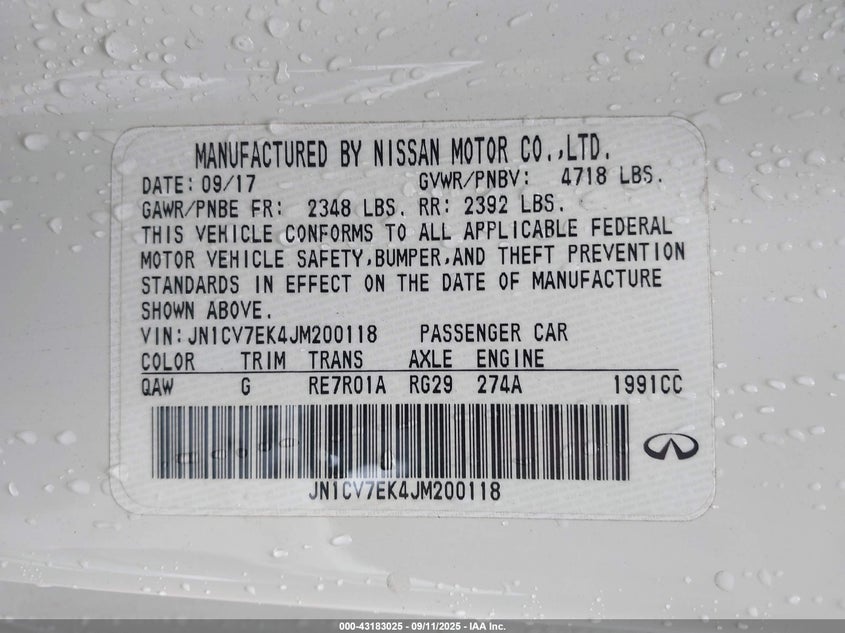 MANUFACTURED BY NISSAN MOTOR CO.,LTD.
DATE: 09/17 GVWR/PNBV: 4718 LBS.
GAWR/PNBE FR: 2348 LBS. RR: 2392 LBS.
THIS VEHICLE CONFORMS TO ALL APPLICABLE FEDERAL
MOTOR VEHICLE SAFETY,BUMPER,AND THEFT PREVENTION
STANDARDS IN EFFECT ON THE DATE OF MANUFACTURE
SHOWN ABOVE.
VIN:JN1CV7EK4JM200118 PASSENGER CAR
COLOR TRIM TRANS AXLE ENGINE
QAW G RE7R01A RG29 274A 1991CC
JN1CV7EK4JM200118
000-43183025 - 09/11/2025 - IAA Inc.